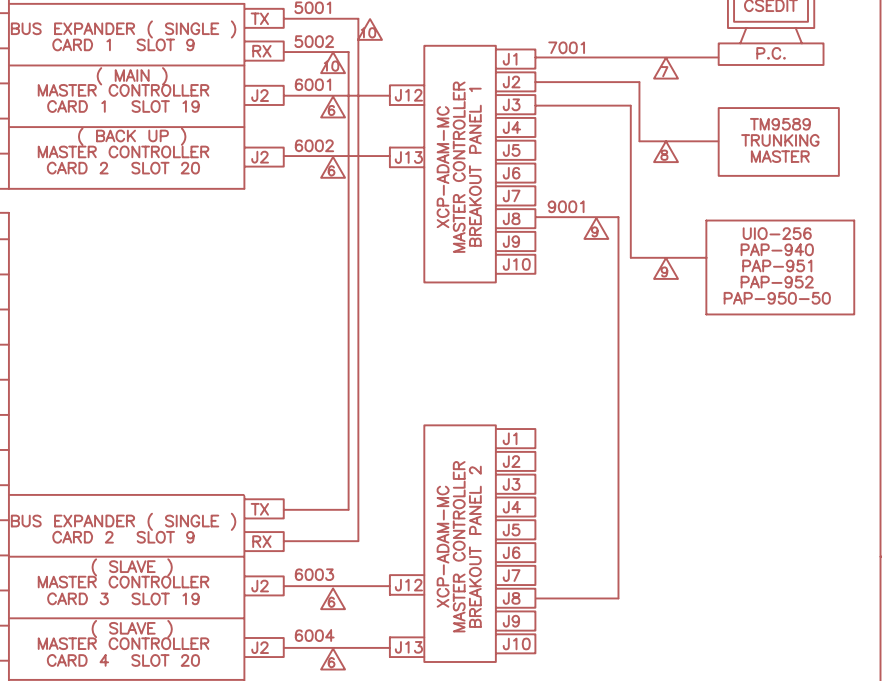 CSEDIT
P.C.
BUS EXPANDER ( SINGLE )
CARD 1 SLOT 9
TX
5001
10
RX
5002
10
( MAIN )
MASTER CONTROLLER
CARD 1 SLOT 19
J2
6001
6
J12
( BACK UP )
MASTER CONTROLLER
CARD 2 SLOT 20
J2
6002
6
J13
XCP-ADAM-MC
MASTER CONTROLLER
BREAKOUT PANEL 1
J1
J2
J3
J4
J5
J6
J7
J8
J9
J10
7001
7
8
TM9589
TRUNKING
MASTER
9001
9
9
UIO-256
PAP-940
PAP-951
PAP-952
PAP-950-50
BUS EXPANDER ( SINGLE )
CARD 2 SLOT 9
TX
RX
( SLAVE )
MASTER CONTROLLER
CARD 3 SLOT 19
J2
6003
6
J12
( SLAVE )
MASTER CONTROLLER
CARD 4 SLOT 20
J2
6004
6
J13
XCP-ADAM-MC
MASTER CONTROLLER
BREAKOUT PANEL 2
J1
J2
J3
J4
J5
J6
J7
J8
J9
J10